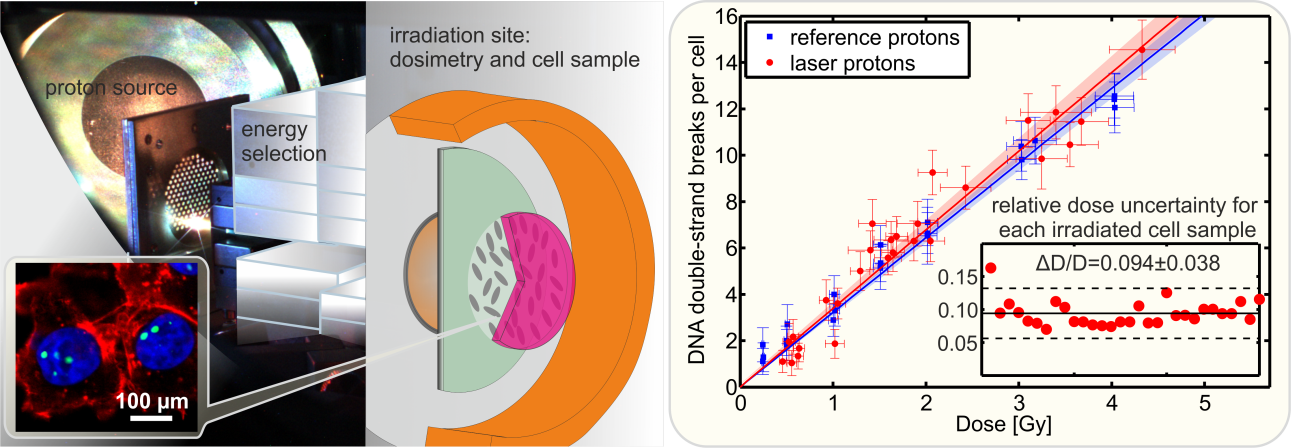 proton source
energy
selection
irradiation site:
dosimetry and cell sample
100 µm
DNA double-strand breaks per cell
16
14
12
10
8
6
4
2
0
reference protons
laser protons
relative dose uncertainty for
each irradiated cell sample
ΔD/D=0.094±0.038
0.15
0.10
0.05
0 1 2 3 4 5
Dose [Gy]